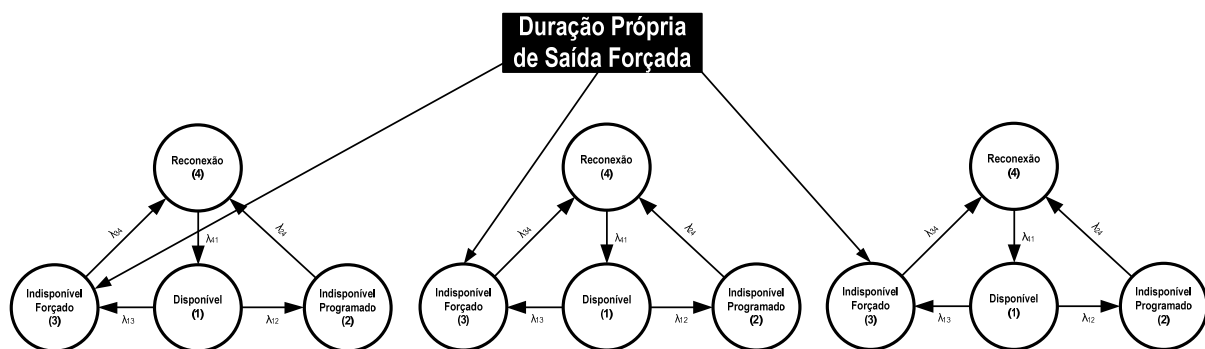 Duração Própria
de Saída Forçada
Reconexão
(4)
λ34
λ41
λ24
Indisponível
Forçado
(3)
λ13
Disponível
(1)
λ12
Indisponível
Programado
(2)
Reconexão
(4)
λ34
λ41
λ24
Indisponível
Forçado
(3)
λ13
Disponível
(1)
λ12
Indisponível
Programado
(2)
Reconexão
(4)
λ34
λ41
λ24
Indisponível
Forçado
(3)
λ13
Disponível
(1)
λ12
Indisponível
Programado
(2)